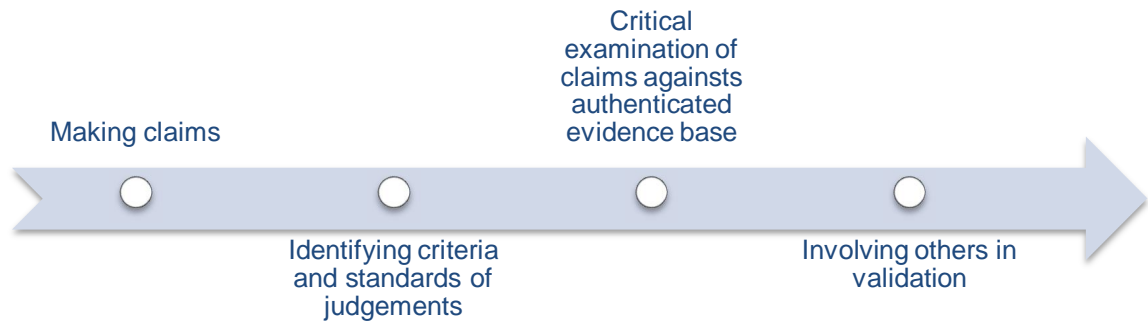 Making claims
Identifying criteria
and standards of
judgements
Critical
examination of
claims againsts
authenticated
evidence base
Involving others in
validation